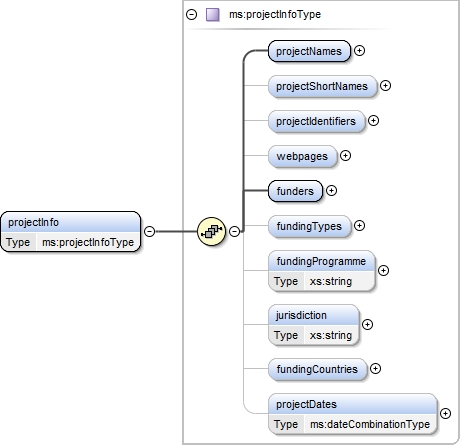 ms:projectInfoType
projectNames
projectShortNames
projectIdentifiers
webpages
funders
projectInfo
Type ms:projectInfoType
fundingTypes
fundingProgramme
Type xs:string
jurisdiction
Type xs:string
fundingCountries
projectDates
Type ms:dateCombinationType